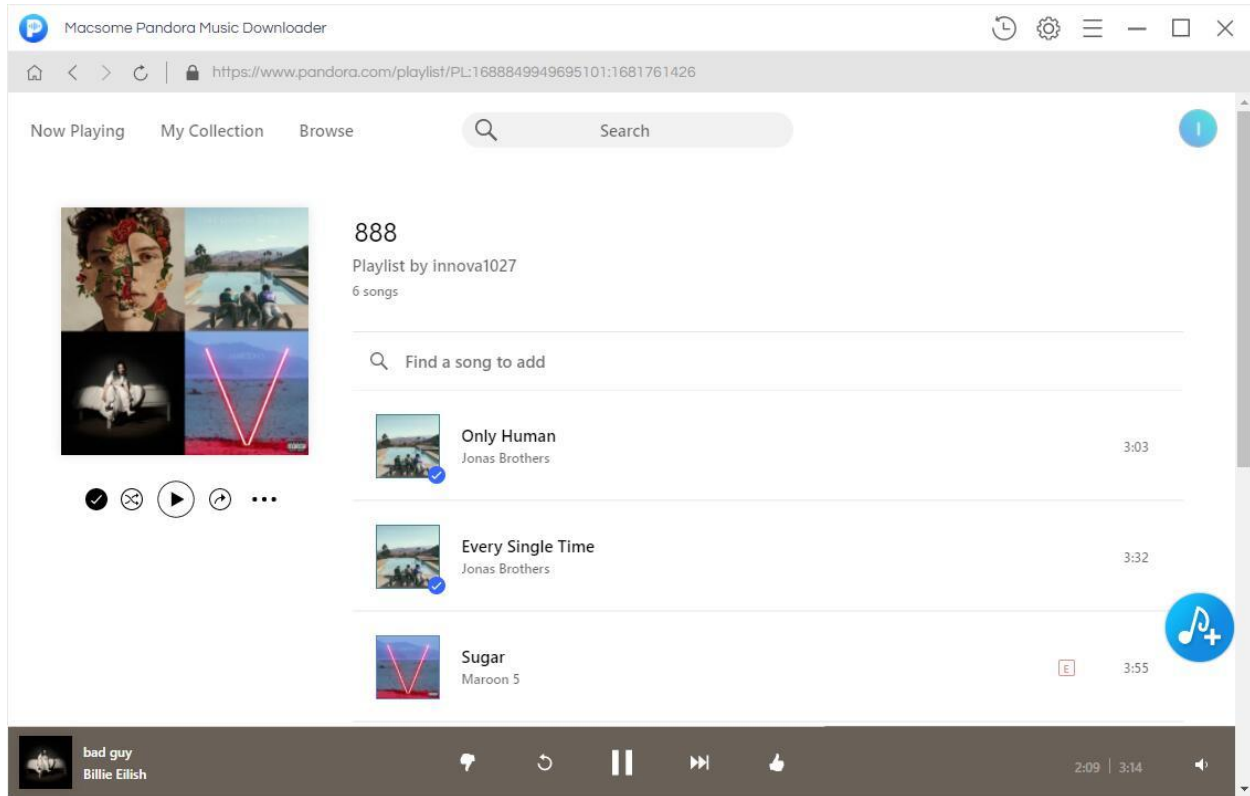 Macsome Pandora Music Downloader
https://www.pandora.com/playlist/PL:1688849949695101:1681761426
Now Playing My Collection Browse Search I
888
Playlist by innova1027
6 songs
Find a song to add
Only Human
Jonas Brothers
3:03
Every Single Time
Jonas Brothers
3:32
Sugar
Maroon 5
E 3:55
bad guy
Billie Eilish
2:09 | 3:14